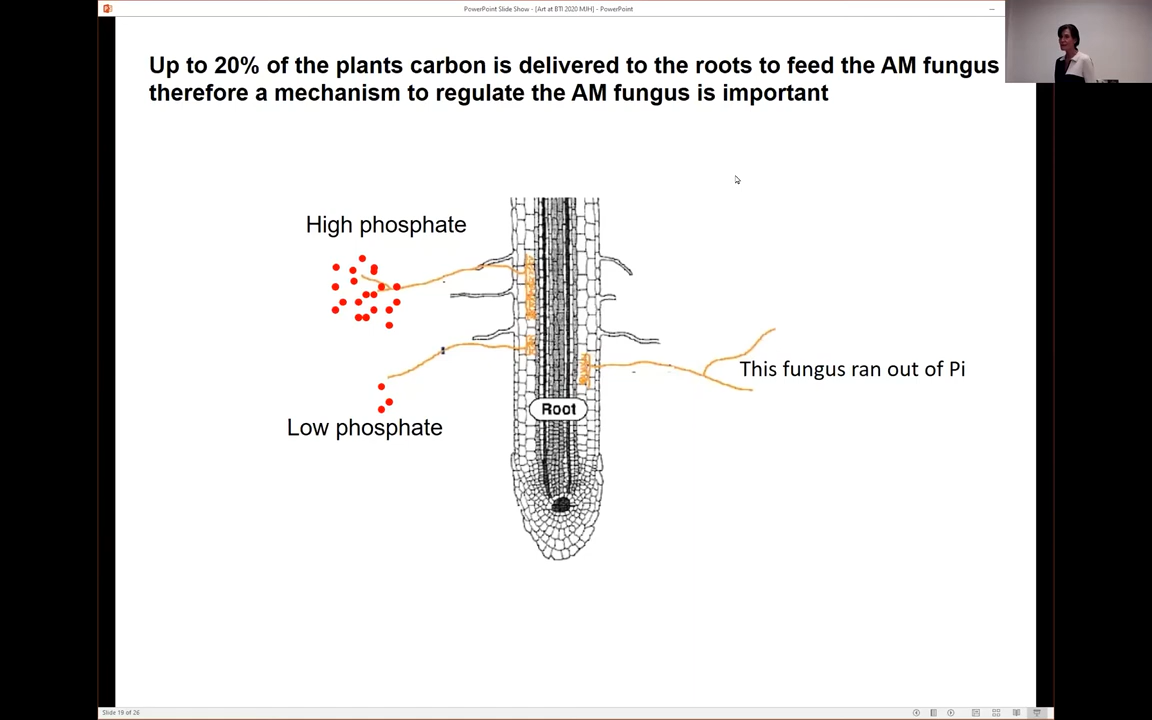 PowerPoint Slide Show - [Art at BTI 2020 MJH] - PowerPoint
Up to 20% of the plants carbon is delivered to the roots to feed the AM fungus
therefore a mechanism to regulate the AM fungus is important
High phosphate
This fungus ran out of Pi
Root
Low phosphate
Slide 19 of 26